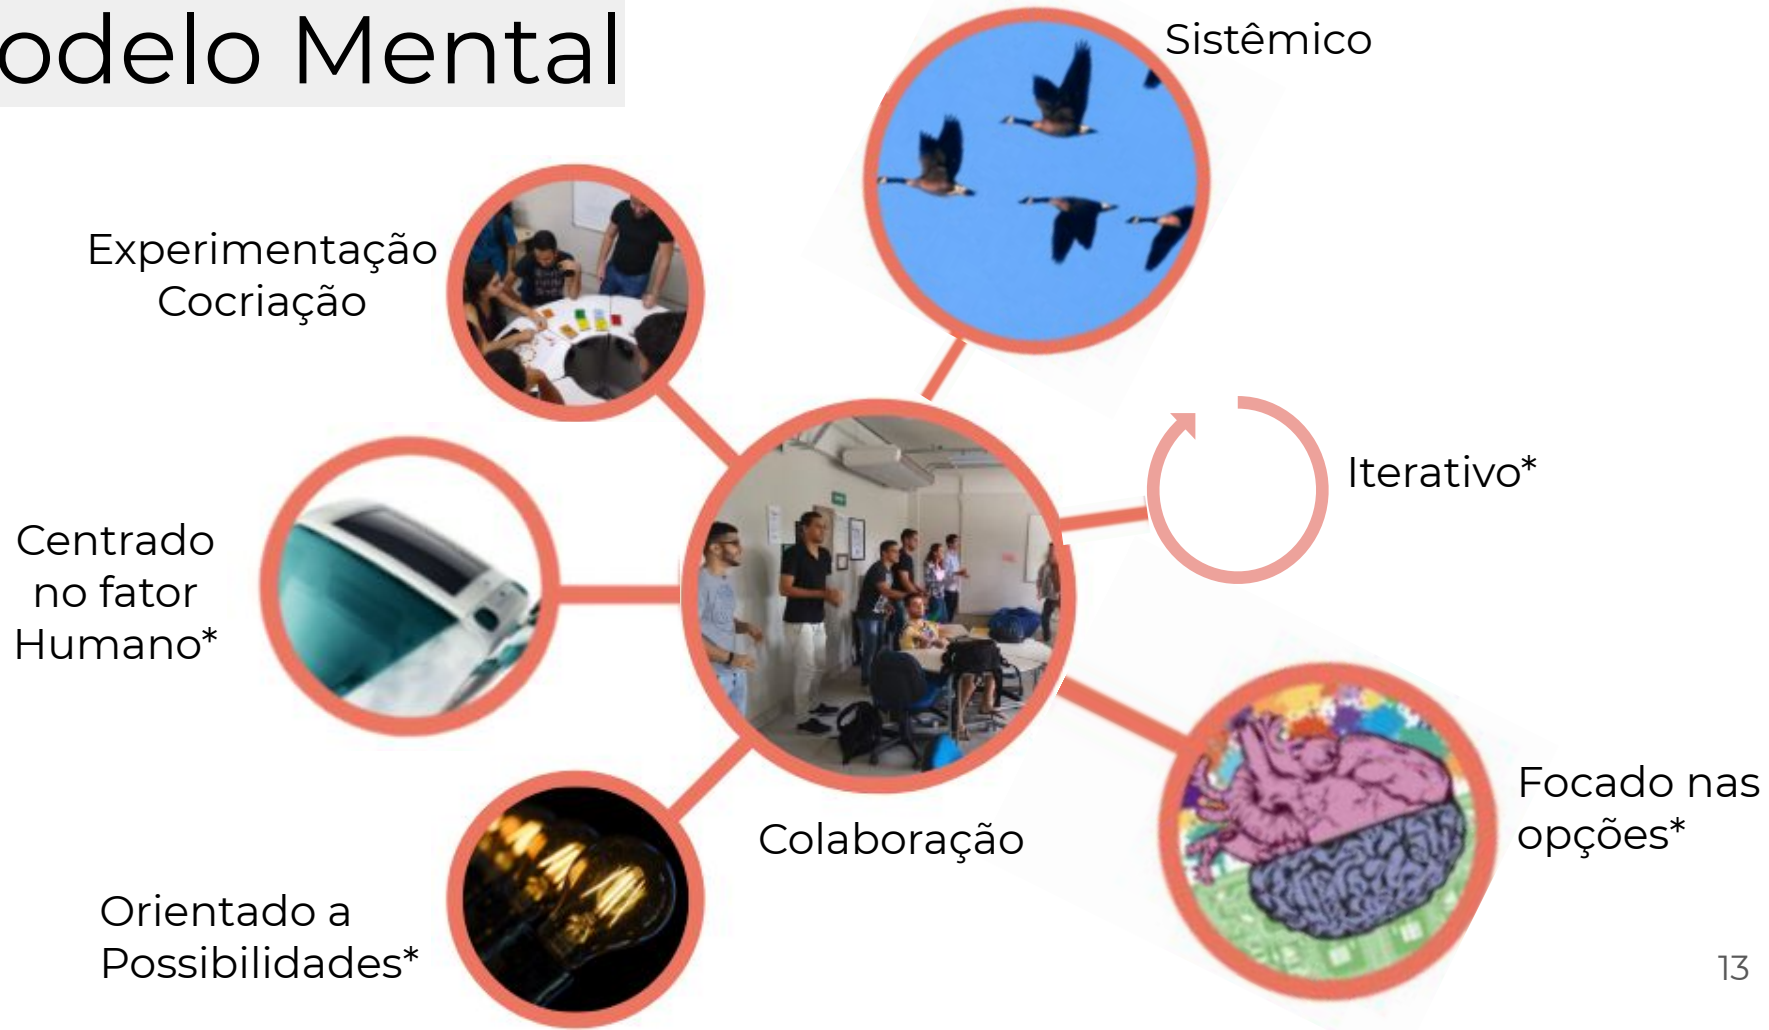 odelo Mental
Sistêmico
Experimentação
Cocriação
Iterativo*
Centrado
no fator
Humano*
Focado nas
opções*
Colaboração
Orientado a
Possibilidades*
13